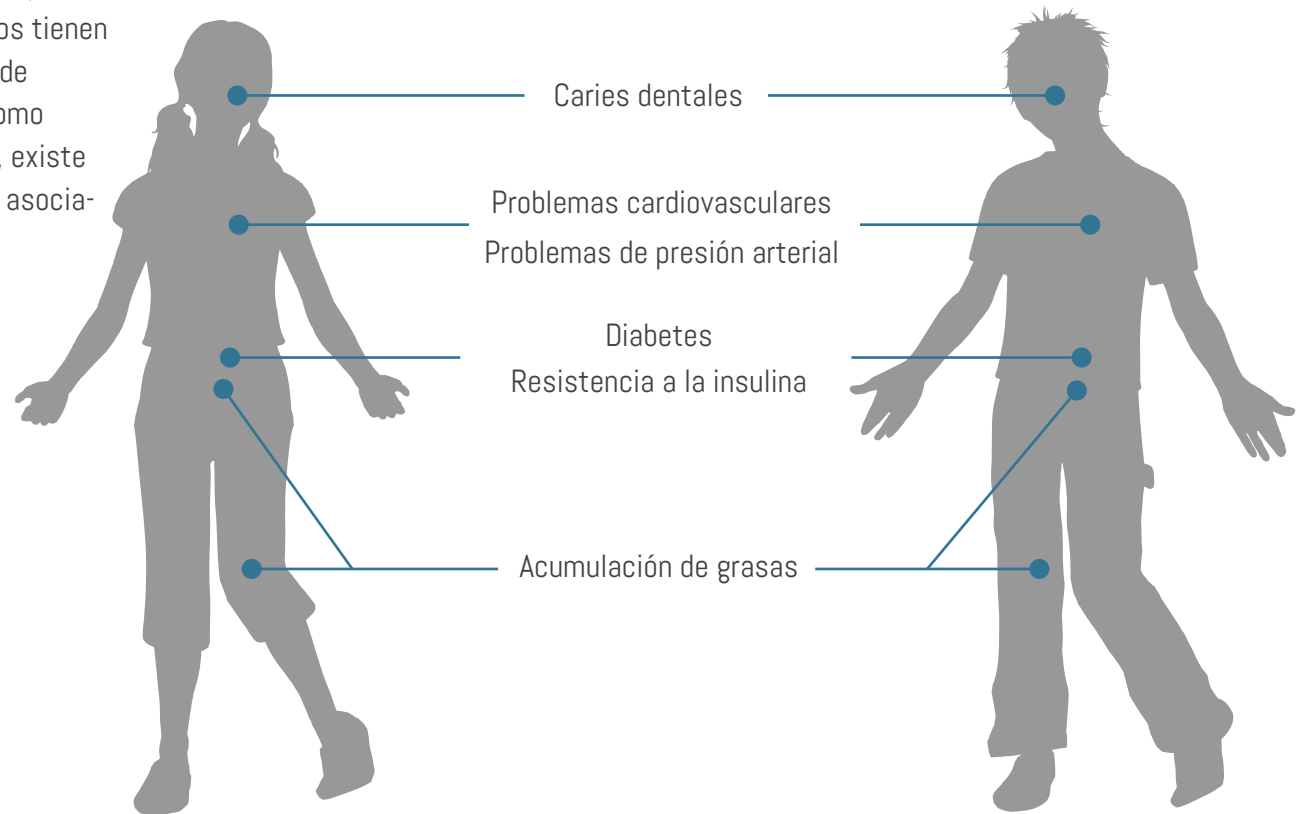 os tienen
de
omo
, existe
asocia-
Caries dentales
Problemas cardiovasculares
Problemas de presión arterial
Diabetes
Resistencia a la insulina
Acumulación de grasas